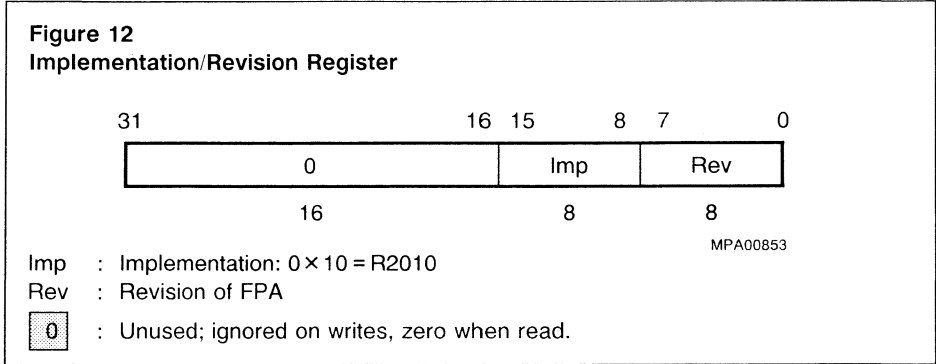 Figure 12
Implementation/Revision Register
31 16 15 8 7 0
0 Imp Rev
16 8 8
MPA00853
Imp : Implementation: 0×10 = R2010
Rev : Revision of FPA
0 : Unused; ignored on writes, zero when read.